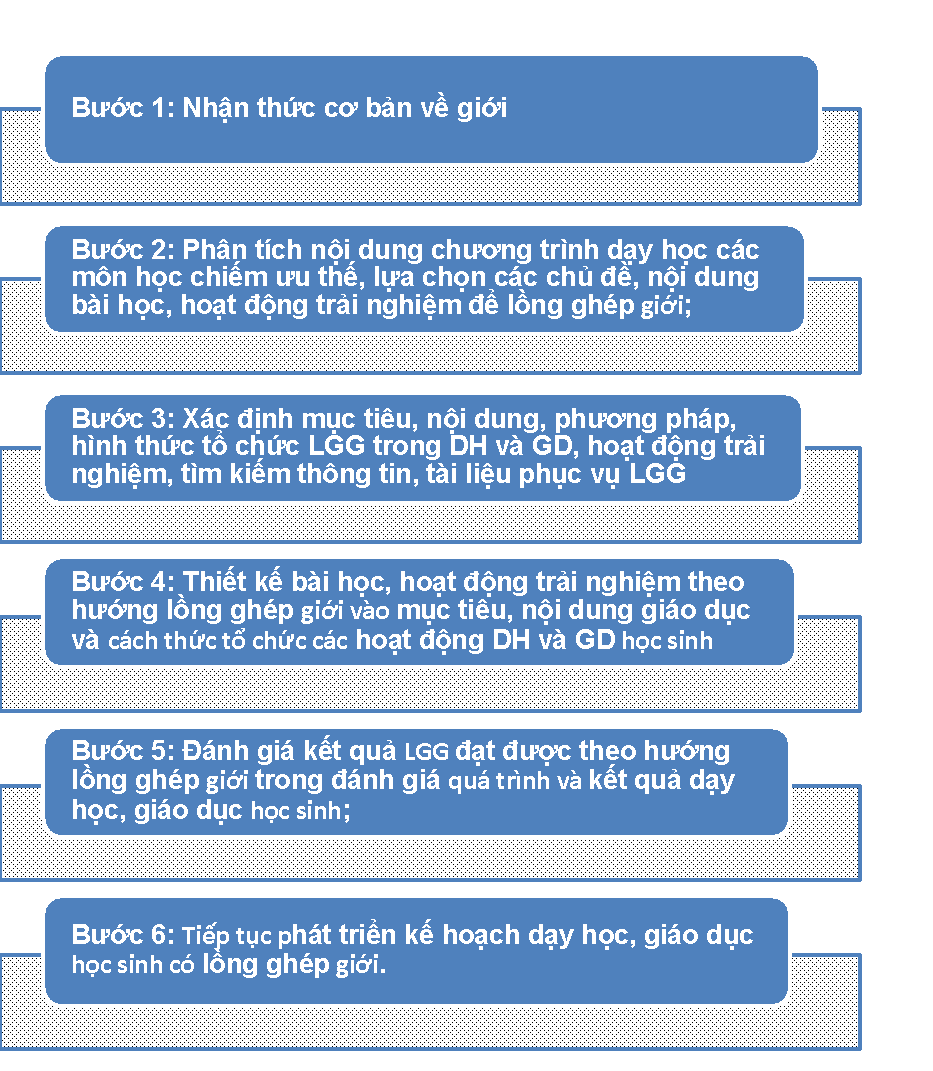 Bước 1: Nhận thức cơ bản về giới
Bước 2: Phân tích nội dung chương trình dạy học các
môn học chiếm ưu thế, lựa chọn các chủ đề, nội dung
bài học, hoạt động trải nghiệm để lồng ghép giới;
Bước 3: Xác định mục tiêu, nội dung, phương pháp,
hình thức tổ chức LGG trong DH và GD, hoạt động trải
nghiệm, tìm kiếm thông tin, tài liệu phục vụ LGG
Bước 4: Thiết kế bài học, hoạt động trải nghiệm theo
hướng lồng ghép giới vào mục tiêu, nội dung giáo dục
và cách thức tổ chức các hoạt động DH và GD học sinh
Bước 5: Đánh giá kết quả LGG đạt được theo hướng
lồng ghép giới trong đánh giá quá trình và kết quả dạy
học, giáo dục học sinh;
Bước 6: Tiếp tục phát triển kế hoạch dạy học, giáo dục
học sinh có lồng ghép giới.